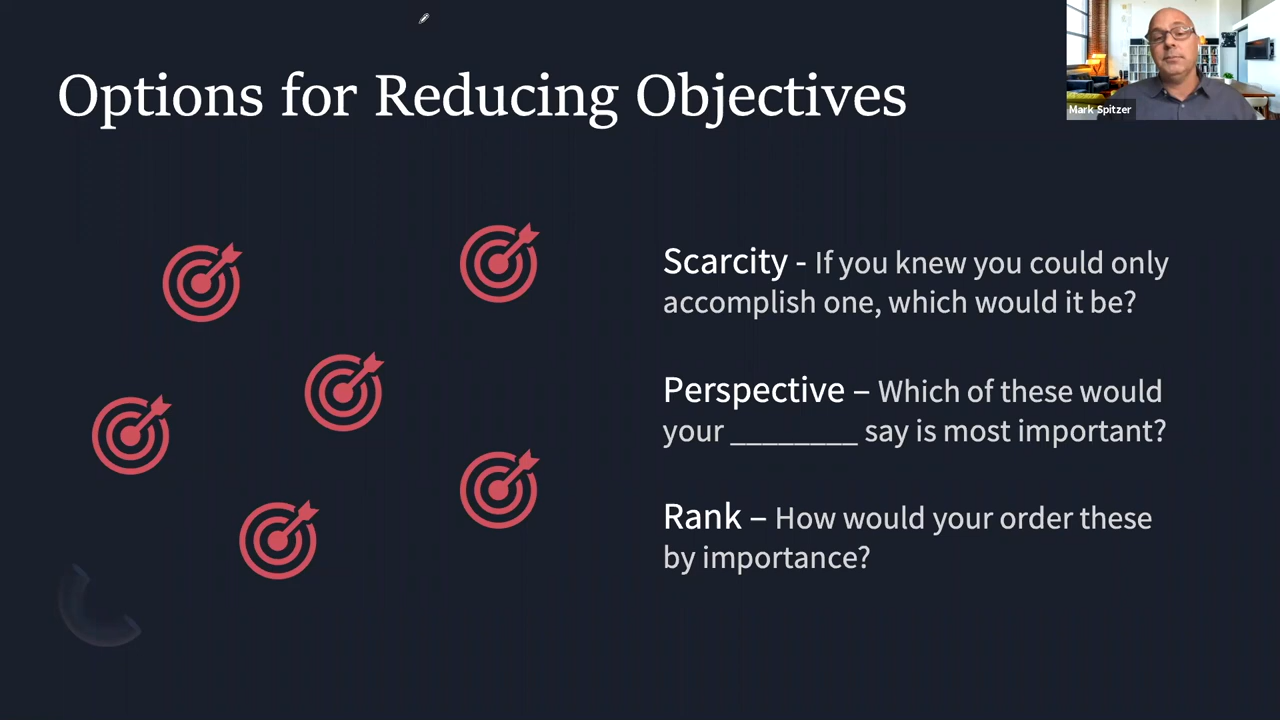 Options for Reducing Objectives
Mark Spitzer
Scarcity - If you knew you could only
accomplish one, which would it be?
Perspective – Which of these would
your ________ say is most important?
Rank – How would your order these
by importance?